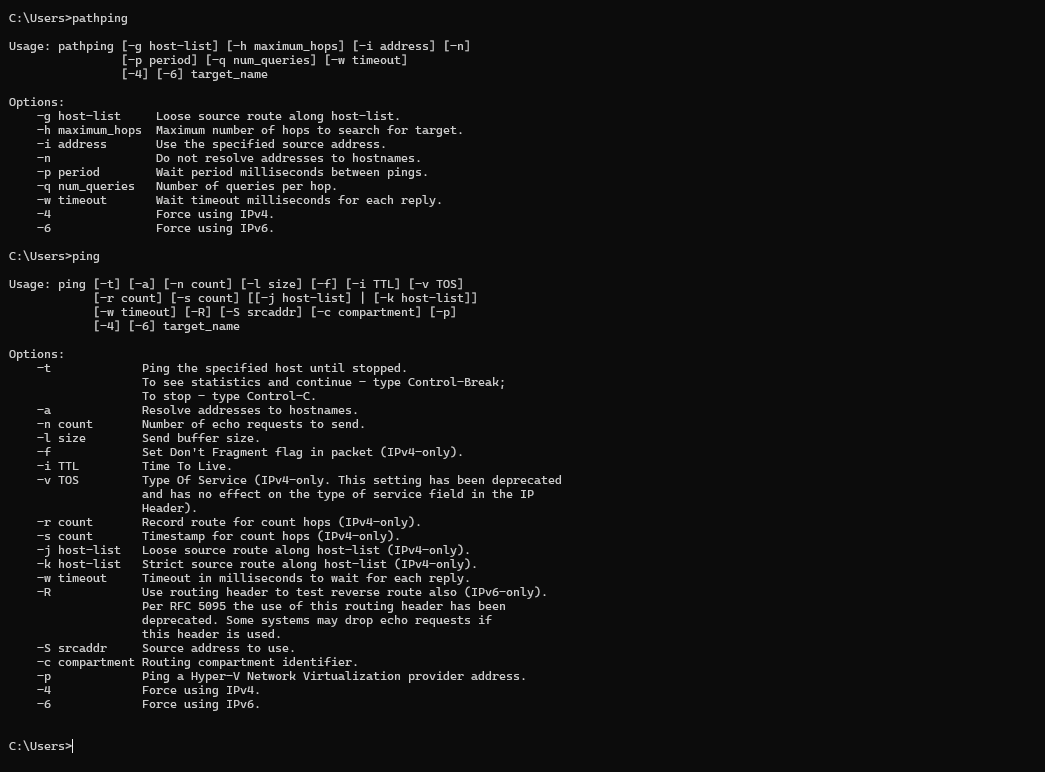 C:\Users>pathping
Usage: pathping [-g host-list] [-h maximum_hops] [-i address] [-n]
                [-p period] [-q num_queries] [-w timeout]
                [-4] [-6] target_name
Options:
    -g host-list     Loose source route along host-list.
    -h maximum_hops  Maximum number of hops to search for target.
    -i address       Use the specified source address.
    -n               Do not resolve addresses to hostnames.
    -p period        Wait period milliseconds between pings.
    -q num_queries   Number of queries per hop.
    -w timeout       Wait timeout milliseconds for each reply.
    -4               Force using IPv4.
    -6               Force using IPv6.
C:\Users>ping
Usage: ping [-t] [-a] [-n count] [-l size] [-f] [-i TTL] [-v TOS]
            [-r count] [-s count] [[-j host-list] | [-k host-list]]
            [-w timeout] [-R] [-S srcaddr] [-c compartment] [-p]
            [-4] [-6] target_name
Options:
    -t             Ping the specified host until stopped.
                   To see statistics and continue - type Control-Break;
                   To stop - type Control-C.
    -a             Resolve addresses to hostnames.
    -n count       Number of echo requests to send.
    -l size        Send buffer size.
    -f             Set Don't Fragment flag in packet (IPv4-only).
    -i TTL         Time To Live.
    -v TOS         Type Of Service (IPv4-only. This setting has been deprecated
                   and has no effect on the type of service field in the IP
                   Header).
    -r count       Record route for count hops (IPv4-only).
    -s count       Timestamp for count hops (IPv4-only).
    -j host-list   Loose source route along host-list (IPv4-only).
    -k host-list   Strict source route along host-list (IPv4-only).
    -w timeout     Timeout in milliseconds to wait for each reply.
    -R             Use routing header to test reverse route also (IPv6-only).
                   Per RFC 5095 the use of this routing header has been
                   deprecated. Some systems may drop echo requests if
                   this header is used.
    -S srcaddr     Source address to use.
    -c compartment Routing compartment identifier.
    -p             Ping a Hyper-V Network Virtualization provider address.
    -4             Force using IPv4.
    -6             Force using IPv6.
C:\Users>